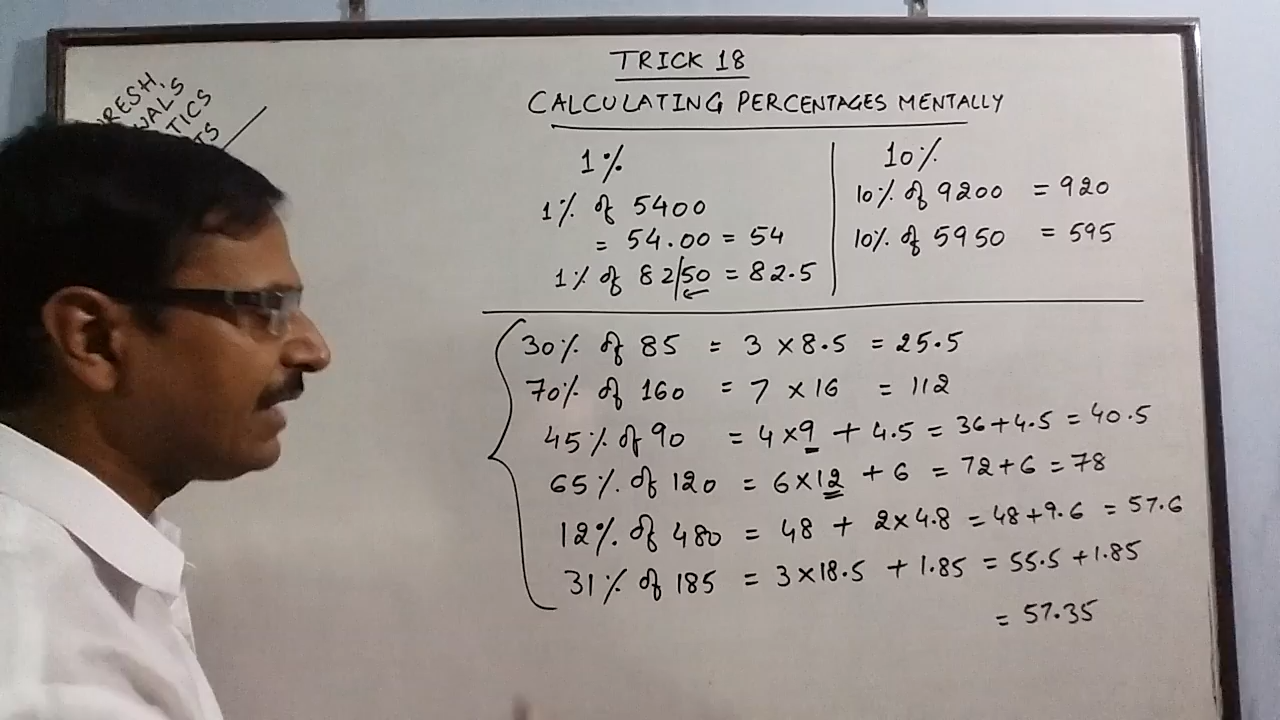 TRICK 18
CALCULATING PERCENTAGES MENTALLY
1%
1% of 5400
= 54.00 = 54
1% of 82/50 = 82.5
10%
10% of 9200 = 920
10% of 5950 = 595
30% of 85 = 3 x 8.5 = 25.5
70% of 160 = 7 x 16 = 112
45% of 90 = 4 x 9 + 4.5 = 36 + 4.5 = 40.5
65% of 120 = 6 x 12 + 6 = 72 + 6 = 78
12% of 480 = 48 + 2 x 4.8 = 48 + 9.6 = 57.6
31% of 185 = 3 x 18.5 + 1.85 = 55.5 + 1.85
= 57.35